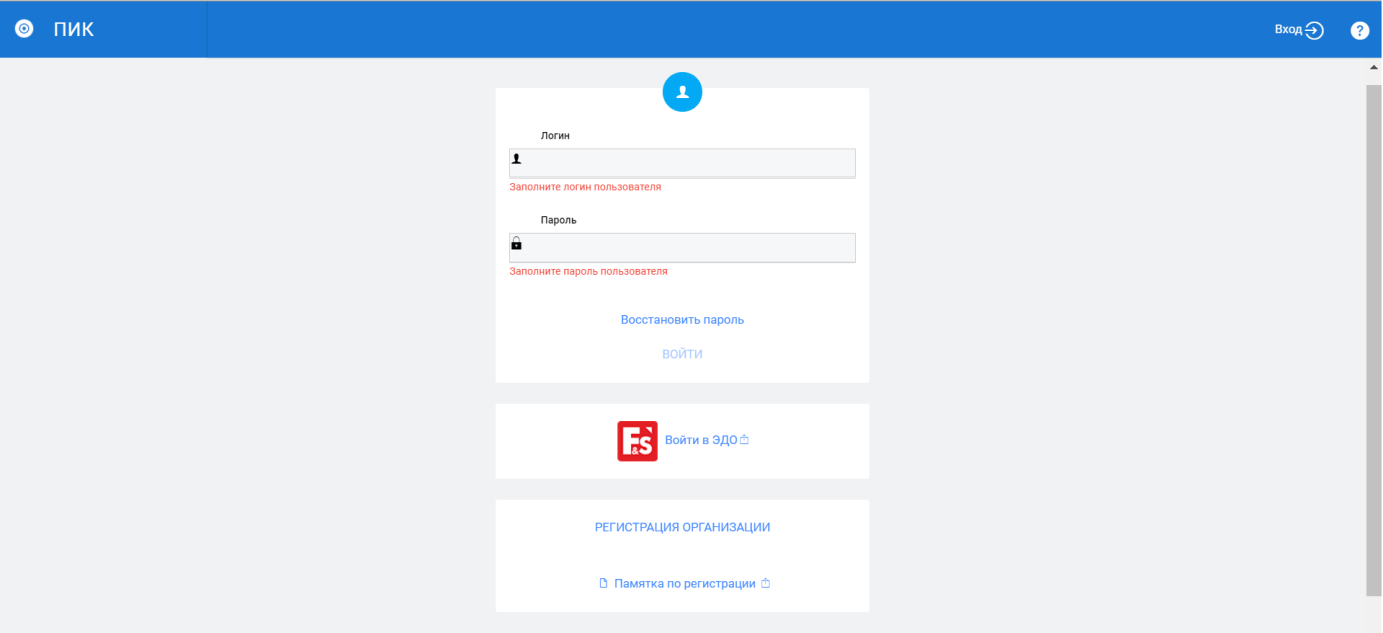 ПИК
Вход
?
Логин
Заполните логин пользователя
Пароль
Заполните пароль пользователя
Восстановить пароль
ВОЙТИ
F&S Войти в ЭДО
РЕГИСТРАЦИЯ ОРГАНИЗАЦИИ
Памятка по регистрации